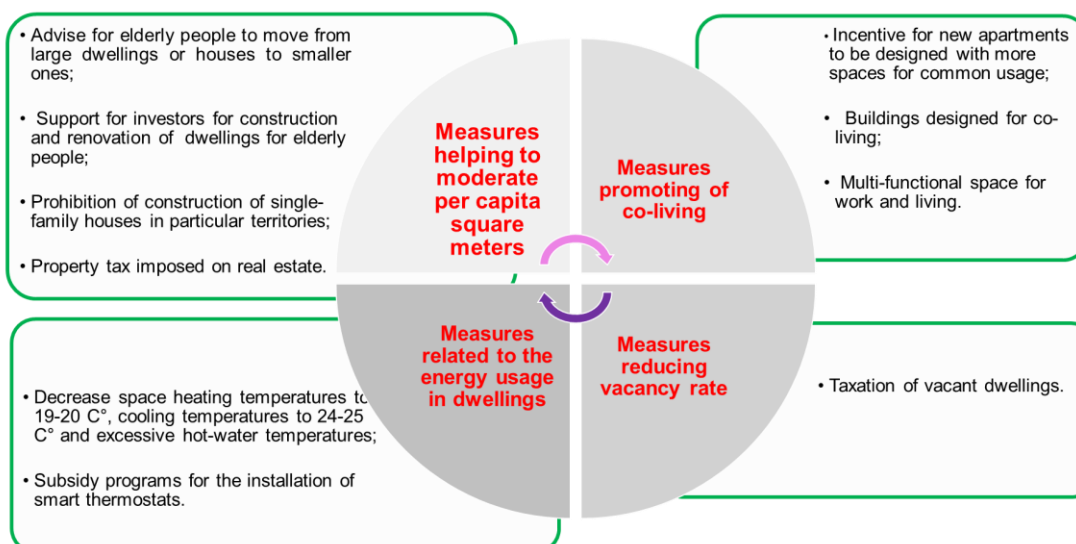 • Advise for elderly people to move from
large dwellings or houses to smaller
ones;
• Support for investors for construction
and renovation of dwellings for elderly
people;
• Prohibition of construction of single-
family houses in particular territories;
• Property tax imposed on real estate.
Measures
helping to
moderate
per capita
square
meters
Measures
promoting of
co-living
• Incentive for new apartments
to be designed with more
spaces for common usage;
• Buildings designed for co-
living;
• Multi-functional space for
work and living.
• Decrease space heating temperatures to
19-20 C°, cooling temperatures to 24-25
C° and excessive hot-water temperatures;
• Subsidy programs for the installation of
smart thermostats.
Measures
related to the
energy usage
in dwellings
Measures
reducing
vacancy rate
• Taxation of vacant dwellings.